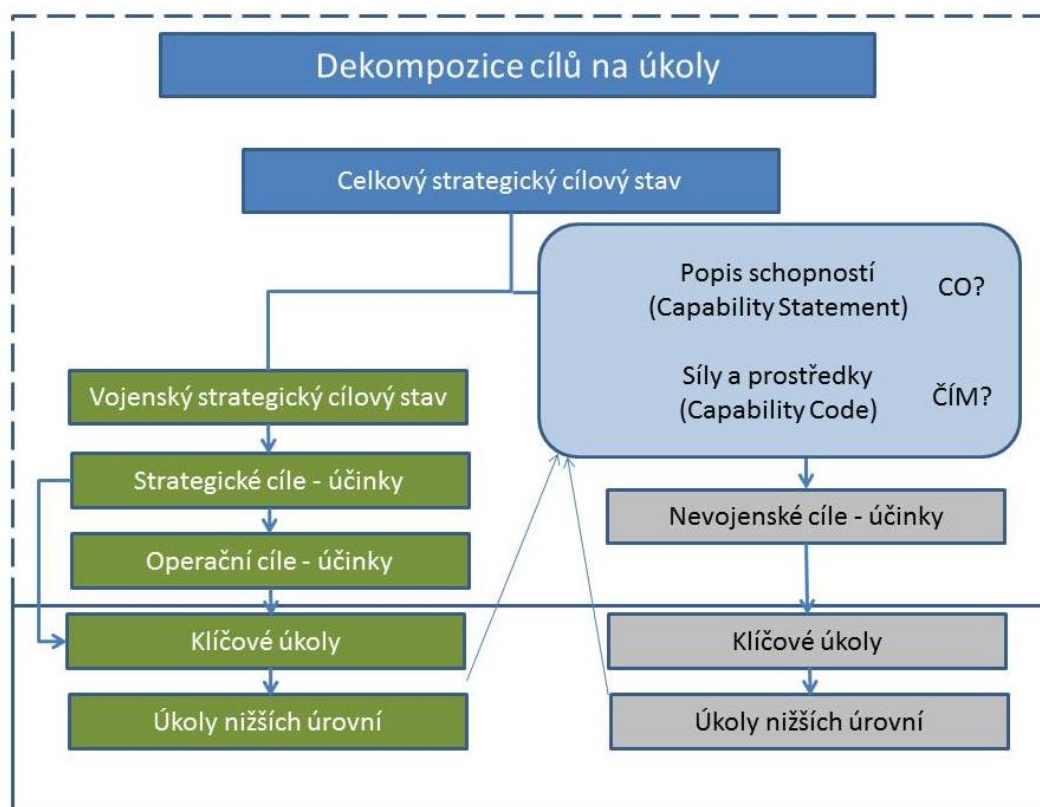 Dekompozice cílů na úkoly
Celkový strategický cílový stav
Popis schopností
(Capability Statement)
CO?
Síly a prostředky
(Capability Code)
ČÍM?
Vojenský strategický cílový stav
Strategické cíle - účinky
Operační cíle - účinky
Klíčové úkoly
Úkoly nižších úrovní
Nevojenské cíle - účinky
Klíčové úkoly
Úkoly nižších úrovní